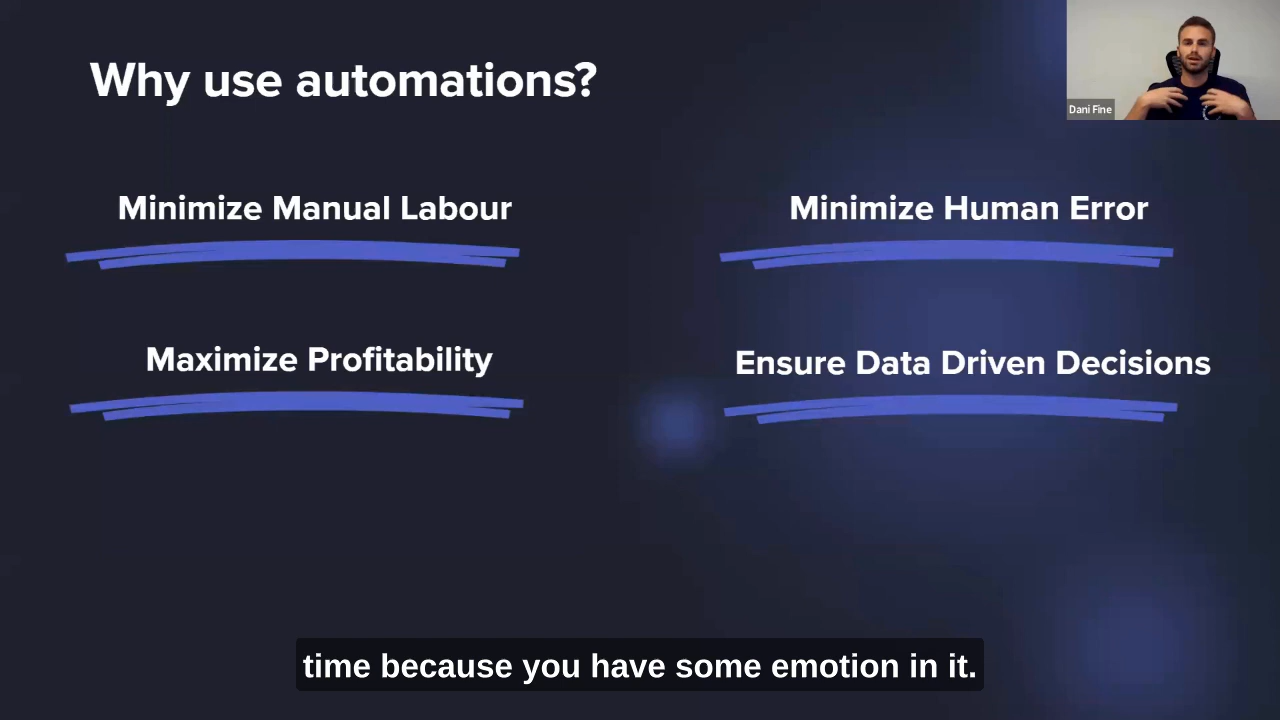 Why use automations?
Dani Fine
Minimize Manual Labour
Minimize Human Error
Maximize Profitability
Ensure Data Driven Decisions
time because you have some emotion in it.